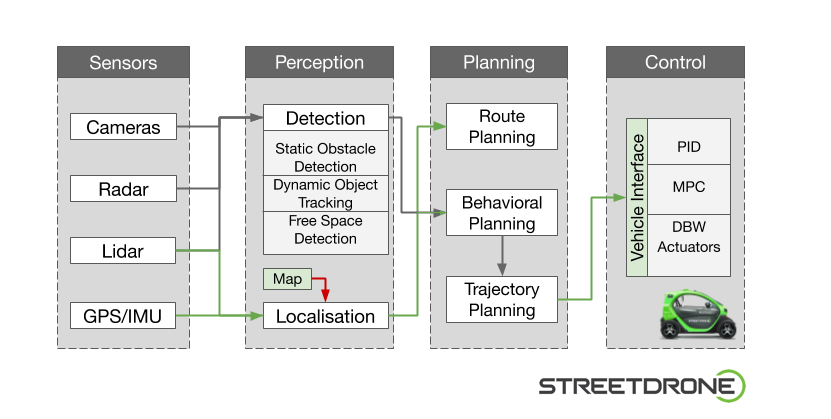 Sensors
Cameras
Radar
Lidar
GPS/IMU
Perception
Detection
Static Obstacle
Detection
Dynamic Object
Tracking
Free Space
Detection
Map
Localisation
Planning
Route
Planning
Behavioral
Planning
Trajectory
Planning
Control
Vehicle Interface
PID
MPC
DBW
Actuators
STREETDRONE